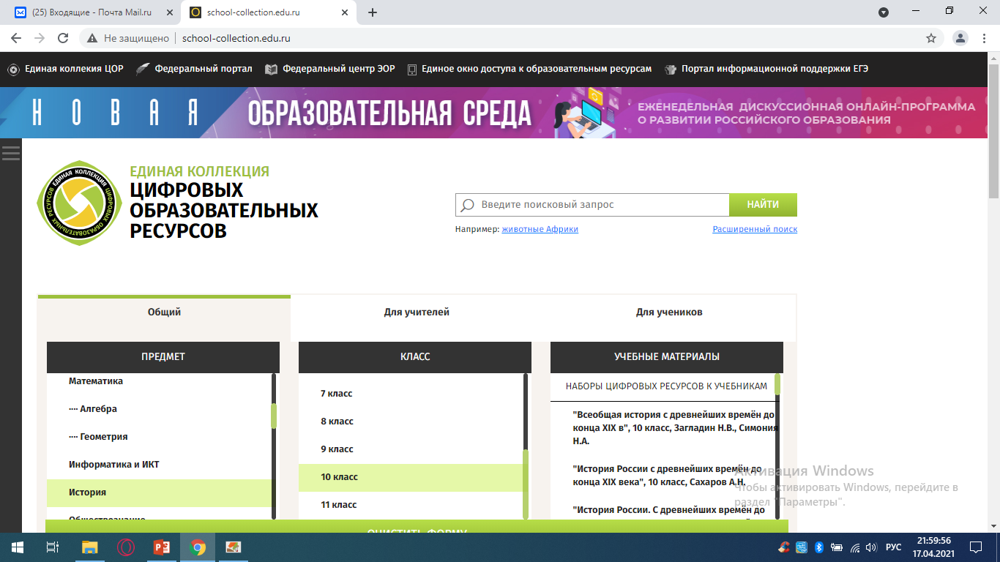 (25) Входящие - Почта Mail.ru
school-collection.edu.ru
Не защищено
school-collection.edu.ru
Единая коллекия ЦОР
Федеральный портал
Федеральный центр ЭОР
Единое окно доступа к образовательным ресурсам
Портал информационной поддержки ЕГЭ
НОВАЯ
ОБРАЗОВАТЕЛЬНАЯ СРЕДА
ЕЖЕНЕДЕЛЬНАЯ ДИСКУССИОННАЯ ОНЛАЙН-ПРОГРАММА
О РАЗВИТИИ РОССИЙСКОГО ОБРАЗОВАНИЯ
ЕДИНАЯ КОЛЛЕКЦИЯ ЦИФРОВЫХ ОБРАЗОВАТЕЛЬНЫХ РЕСУРСОВ
ЕДИНАЯ КОЛЛЕКЦИЯ
ЦИФРОВЫХ
ОБРАЗОВАТЕЛЬНЫХ
РЕСУРСОВ
Введите поисковый запрос
НАЙТИ
Например: животные Африки
Расширенный поиск
Общий
Для учителей
Для учеников
ПРЕДМЕТ
Математика
···· Алгебра
···· Геометрия
Информатика и ИКТ
История
Обществознание
КЛАСС
7 класс
8 класс
9 класс
10 класс
11 класс
УЧЕБНЫЕ МАТЕРИАЛЫ
НАБОРЫ ЦИФРОВЫХ РЕСУРСОВ К УЧЕБНИКАМ
"Всеобщая история с древнейших времён до
конца XIX в", 10 класс, Загладин Н.В., Симония
Н.А.
"История России с древнейших времён до
конца XIX века", 10 класс, Сахаров А.Н.
"История России. С древнейших времён до
ОЧИСТИТЬ ФОРМУ
Активация Windows
Чтобы активировать Windows, перейдите в
раздел "Параметры".
РУС
21:59:56
17.04.2021